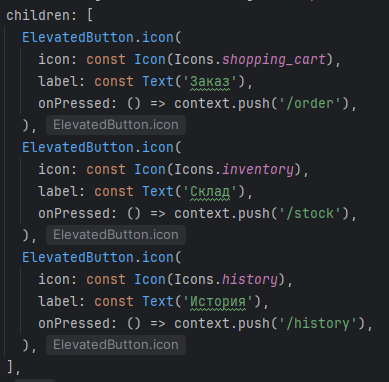 children: [
ElevatedButton.icon(
icon: const Icon(Icons.shopping_cart),
label: const Text('Заказ'),
onPressed: () => context.push('/order'),
), ElevatedButton.icon
ElevatedButton.icon(
icon: const Icon(Icons.inventory),
label: const Text('Склад'),
onPressed: () => context.push('/stock'),
), ElevatedButton.icon
ElevatedButton.icon(
icon: const Icon(Icons.history),
label: const Text('История'),
onPressed: () => context.push('/history'),
), ElevatedButton.icon
],